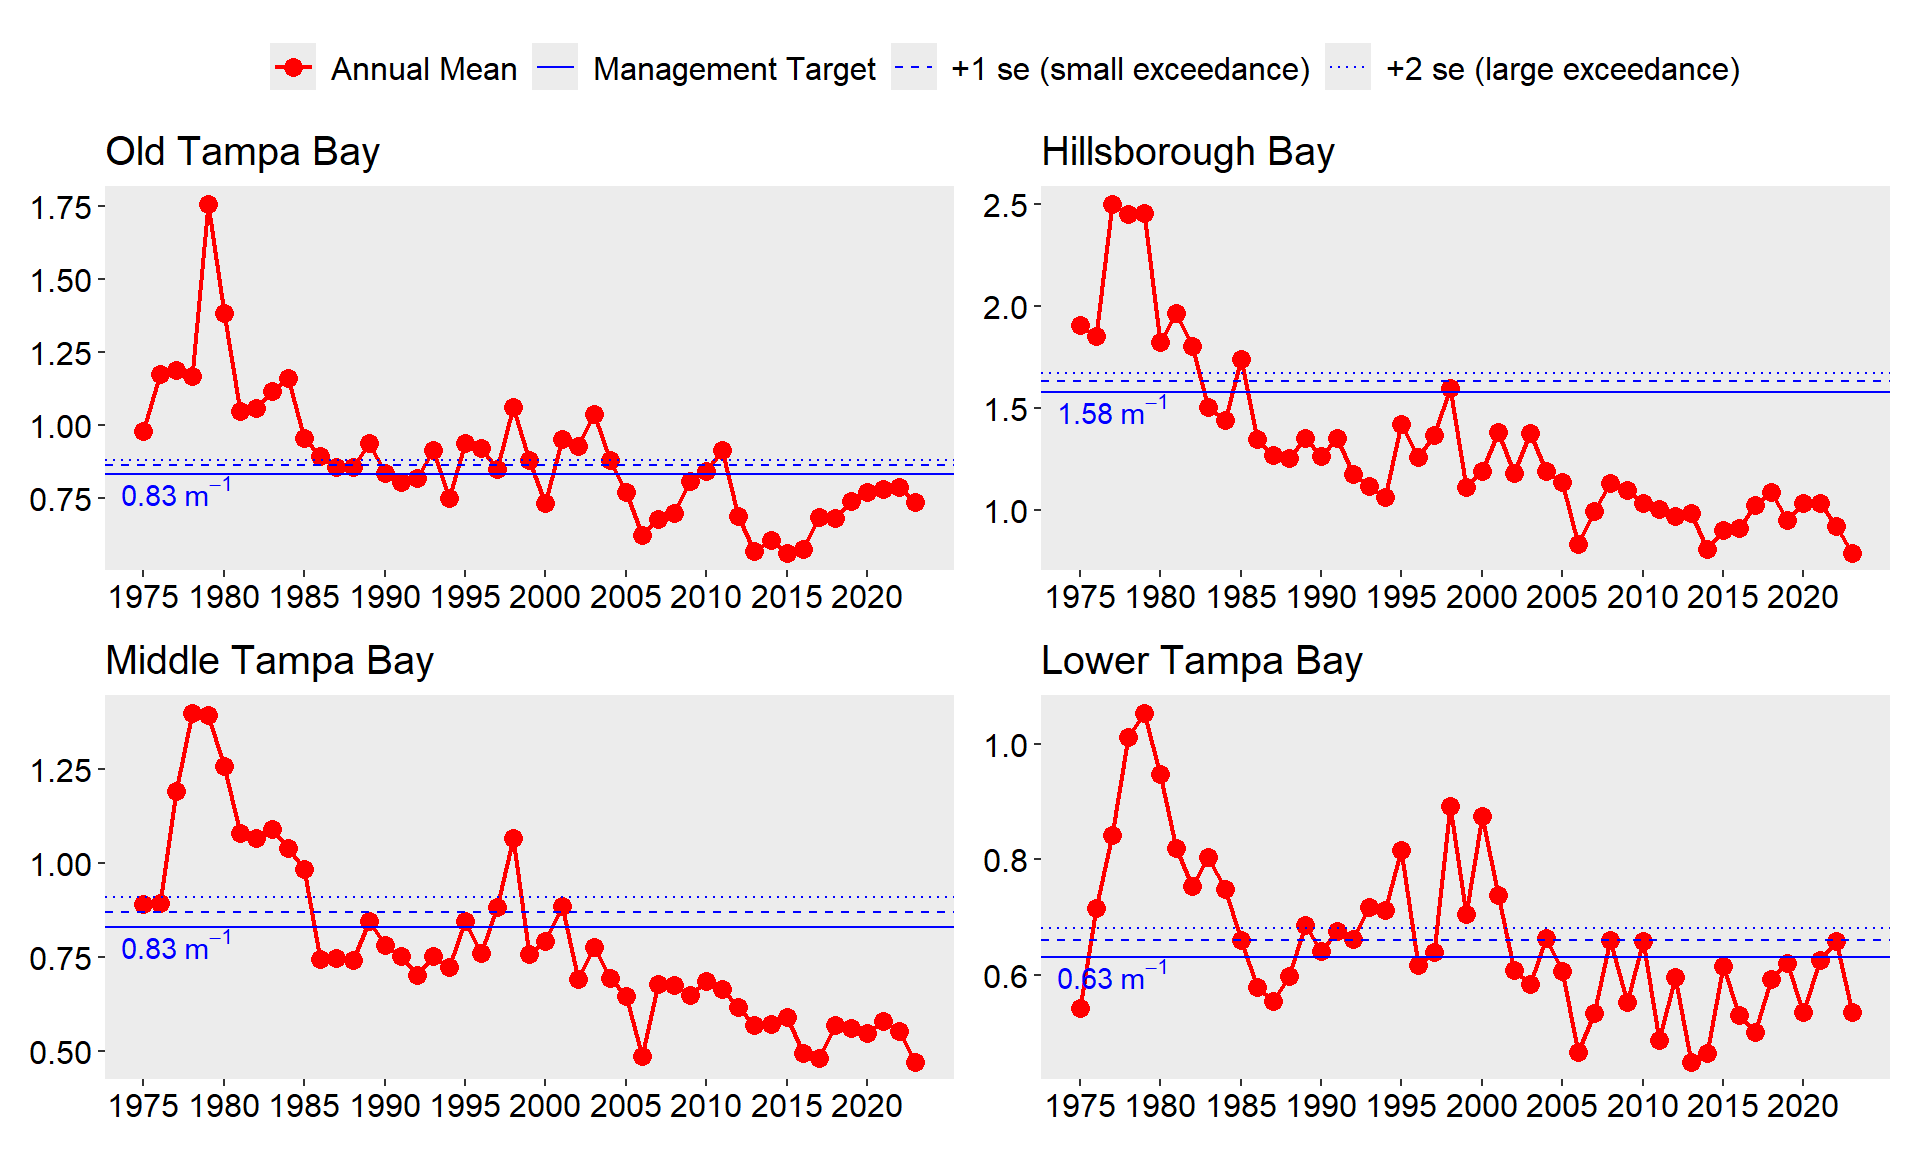 Annual Mean Management Target +1 se (small exceedance) +2 se (large exceedance)
Old Tampa Bay
1.75
1.50
1.25
1.00
0.75
0.83 m⁻¹
1975 1980 1985 1990 1995 2000 2005 2010 2015 2020
Hillsborough Bay
2.5
2.0
1.5
1.0
1.58 m⁻¹
1975 1980 1985 1990 1995 2000 2005 2010 2015 2020
Middle Tampa Bay
1.25
1.00
0.75
0.50
0.83 m⁻¹
1975 1980 1985 1990 1995 2000 2005 2010 2015 2020
Lower Tampa Bay
1.0
0.8
0.6
0.63 m⁻¹
1975 1980 1985 1990 1995 2000 2005 2010 2015 2020